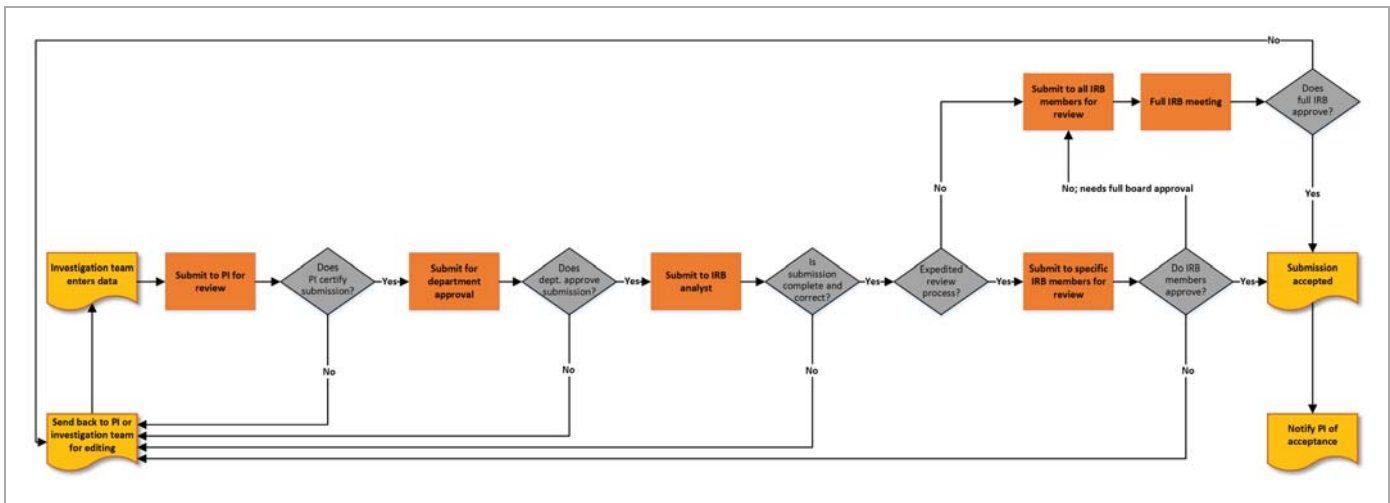 No
Submit to all IRB
members for
review
Full IRB meeting
Does
full IRB
approve?
No
No; needs full board approval
Yes
Investigation team
enters data
Submit to PI for
review
Does
PI certify
submission?
Yes
Submit for
department
approval
Does
dept. approve
submission?
Yes
Submit to IRB
analyst
Is
submission
complete and
correct?
Yes
Expedited
review
process?
Yes
Submit to specific
IRB members for
review
Do IRB
members
approve?
Yes
Submission
accepted
No
No
No
No
Send back to PI or
investigation team
for editing
Notify PI of
acceptance